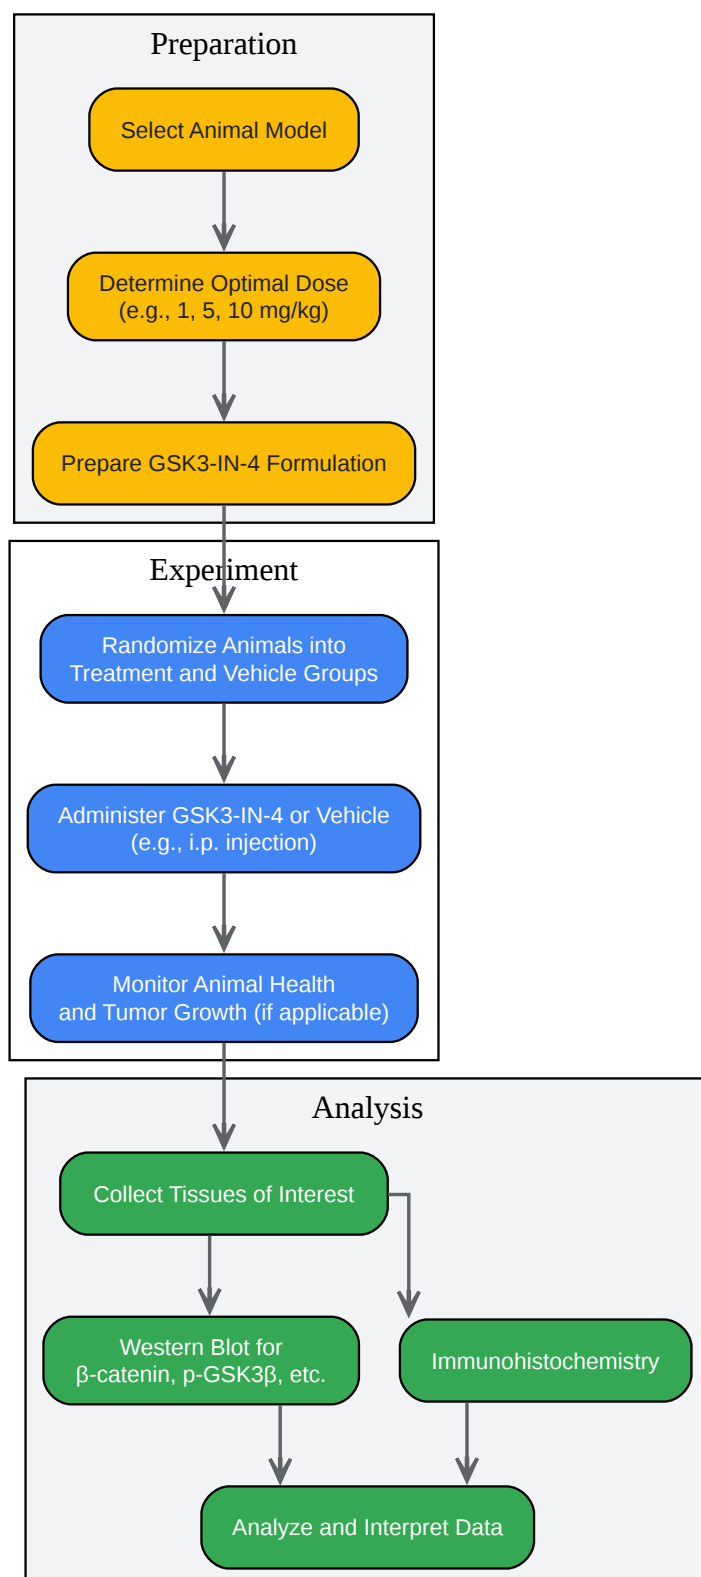 Preparation
Select Animal Model
Determine Optimal Dose
(e.g., 1, 5, 10 mg/kg)
Prepare GSK3-IN-4 Formulation
Experiment
Randomize Animals into
Treatment and Vehicle Groups
Administer GSK3-IN-4 or Vehicle
(e.g., i.p. injection)
Monitor Animal Health
and Tumor Growth (if applicable)
Analysis
Collect Tissues of Interest
Western Blot for
β-catenin, p-GSK3β, etc.
Immunohistochemistry
Analyze and Interpret Data